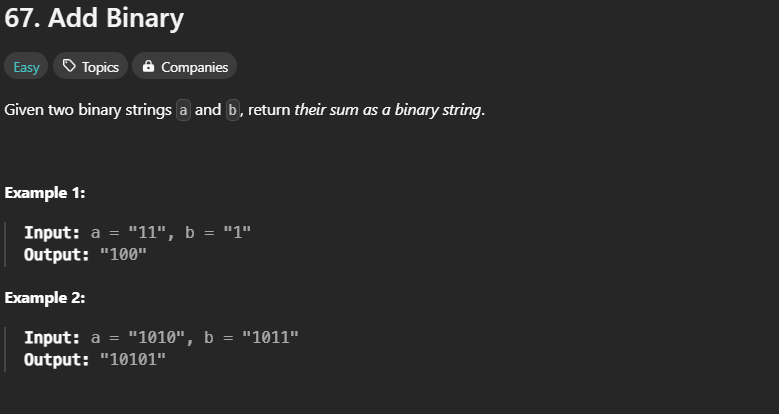 67. Add Binary
Easy Topics Companies
Given two binary strings a and b, return their sum as a binary string.
Example 1:
Input: a = "11", b = "1"
Output: "100"
Example 2:
Input: a = "1010", b = "1011"
Output: "10101"